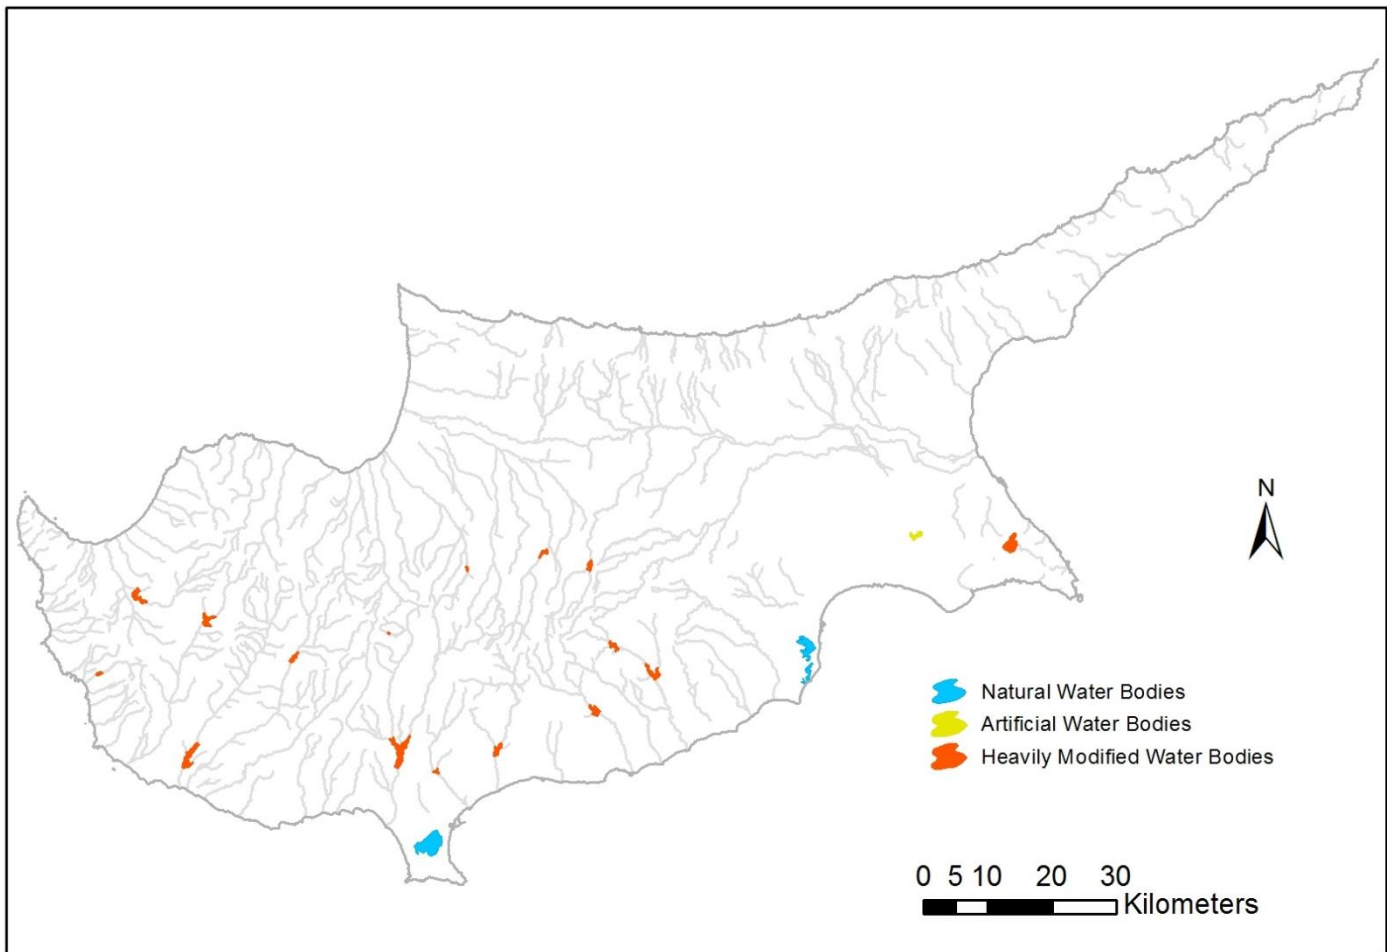 N
Natural Water Bodies
Artificial Water Bodies
Heavily Modified Water Bodies
0 5 10 20 30
Kilometers